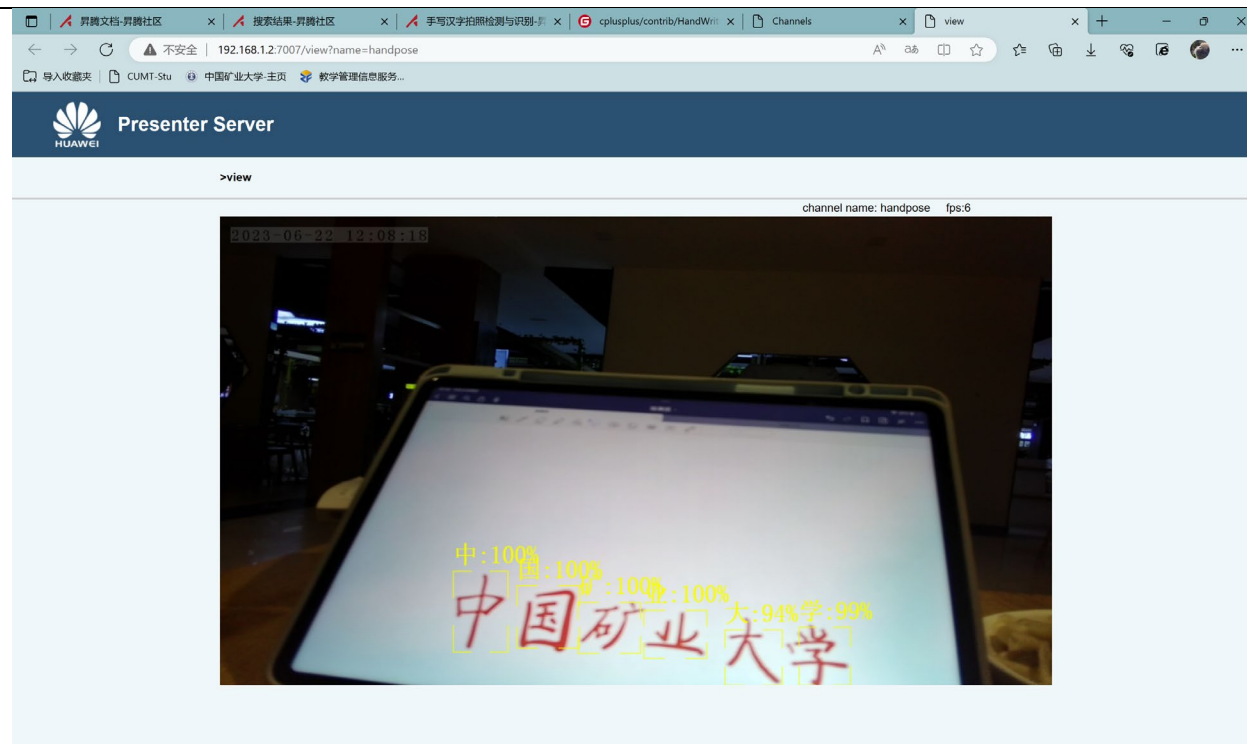 昇腾文档-昇腾社区
搜索结果-昇腾社区
手写汉字拍照检测与识别-
cplusplus/contrib/HandWrit
Channels
view
不安全 192.168.1.2:7007/view?name=handpose
导入收藏夹 CUMT-Stu 中国矿业大学-主页 教学管理信息服务...
HUAWEI
Presenter Server
>view
channel name: handpose fps:6
2023-06-22 12:08:18
中:100%
国:100%
矿:100%
业:100%
大:94%
学:99%
中国矿业大学